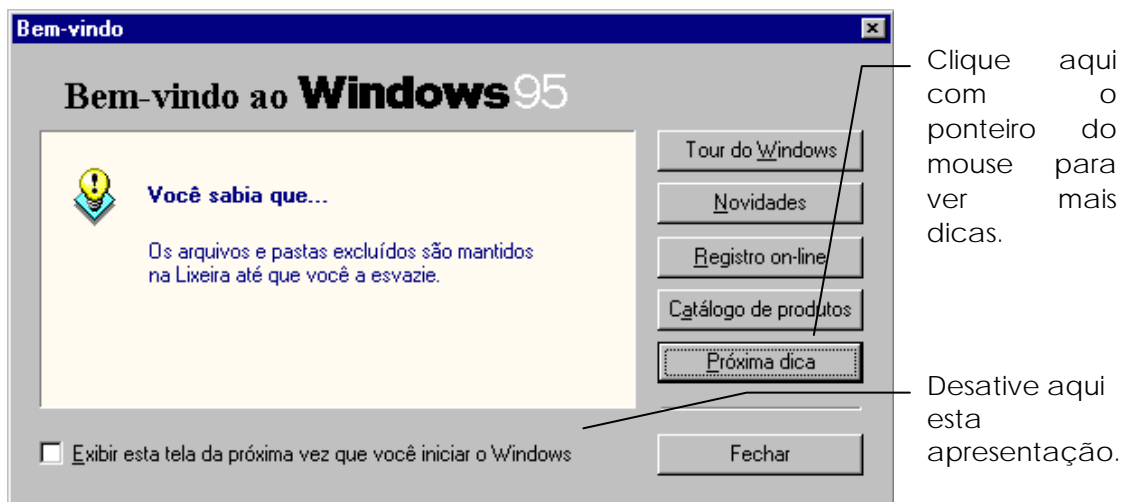 Bem-vindo
Bem-vindo ao Windows95
Você sabia que...
Os arquivos e pastas excluídos são mantidos
na Lixeira até que você a esvazie.
Tour do Windows
Novidades
Registro on-line
Catálogo de produtos
Próxima dica
Exibir esta tela da próxima vez que você iniciar o Windows
Fechar
Clique aqui
com o
ponteiro do
mouse para
ver mais
dicas.
Desative aqui
esta
apresentação.